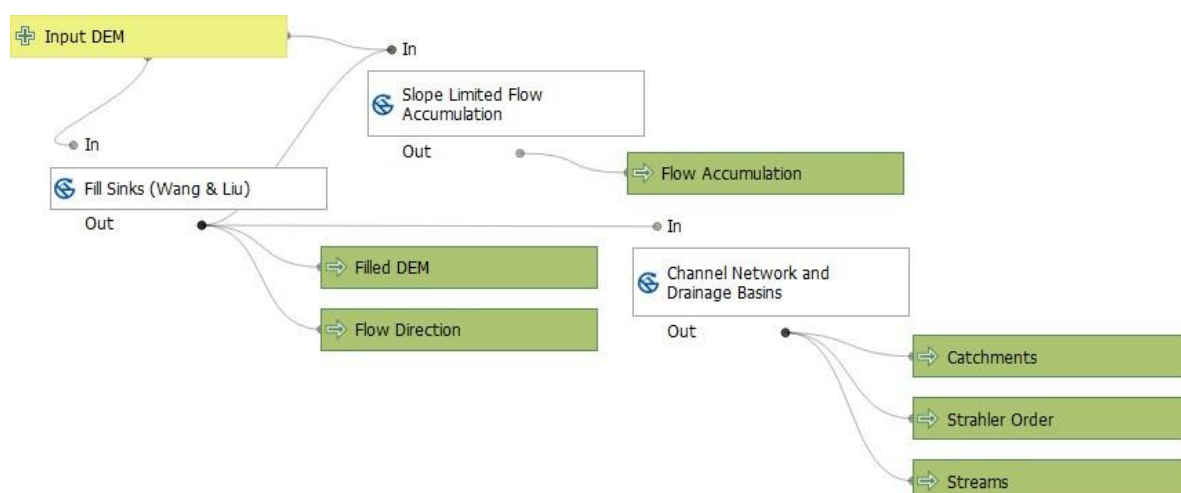 Input DEM
In
Slope Limited Flow
Accumulation
Out
Flow Accumulation
In
Fill Sinks (Wang & Liu)
Out
Filled DEM
Flow Direction
In
Channel Network and
Drainage Basins
Out
Catchments
Strahler Order
Streams